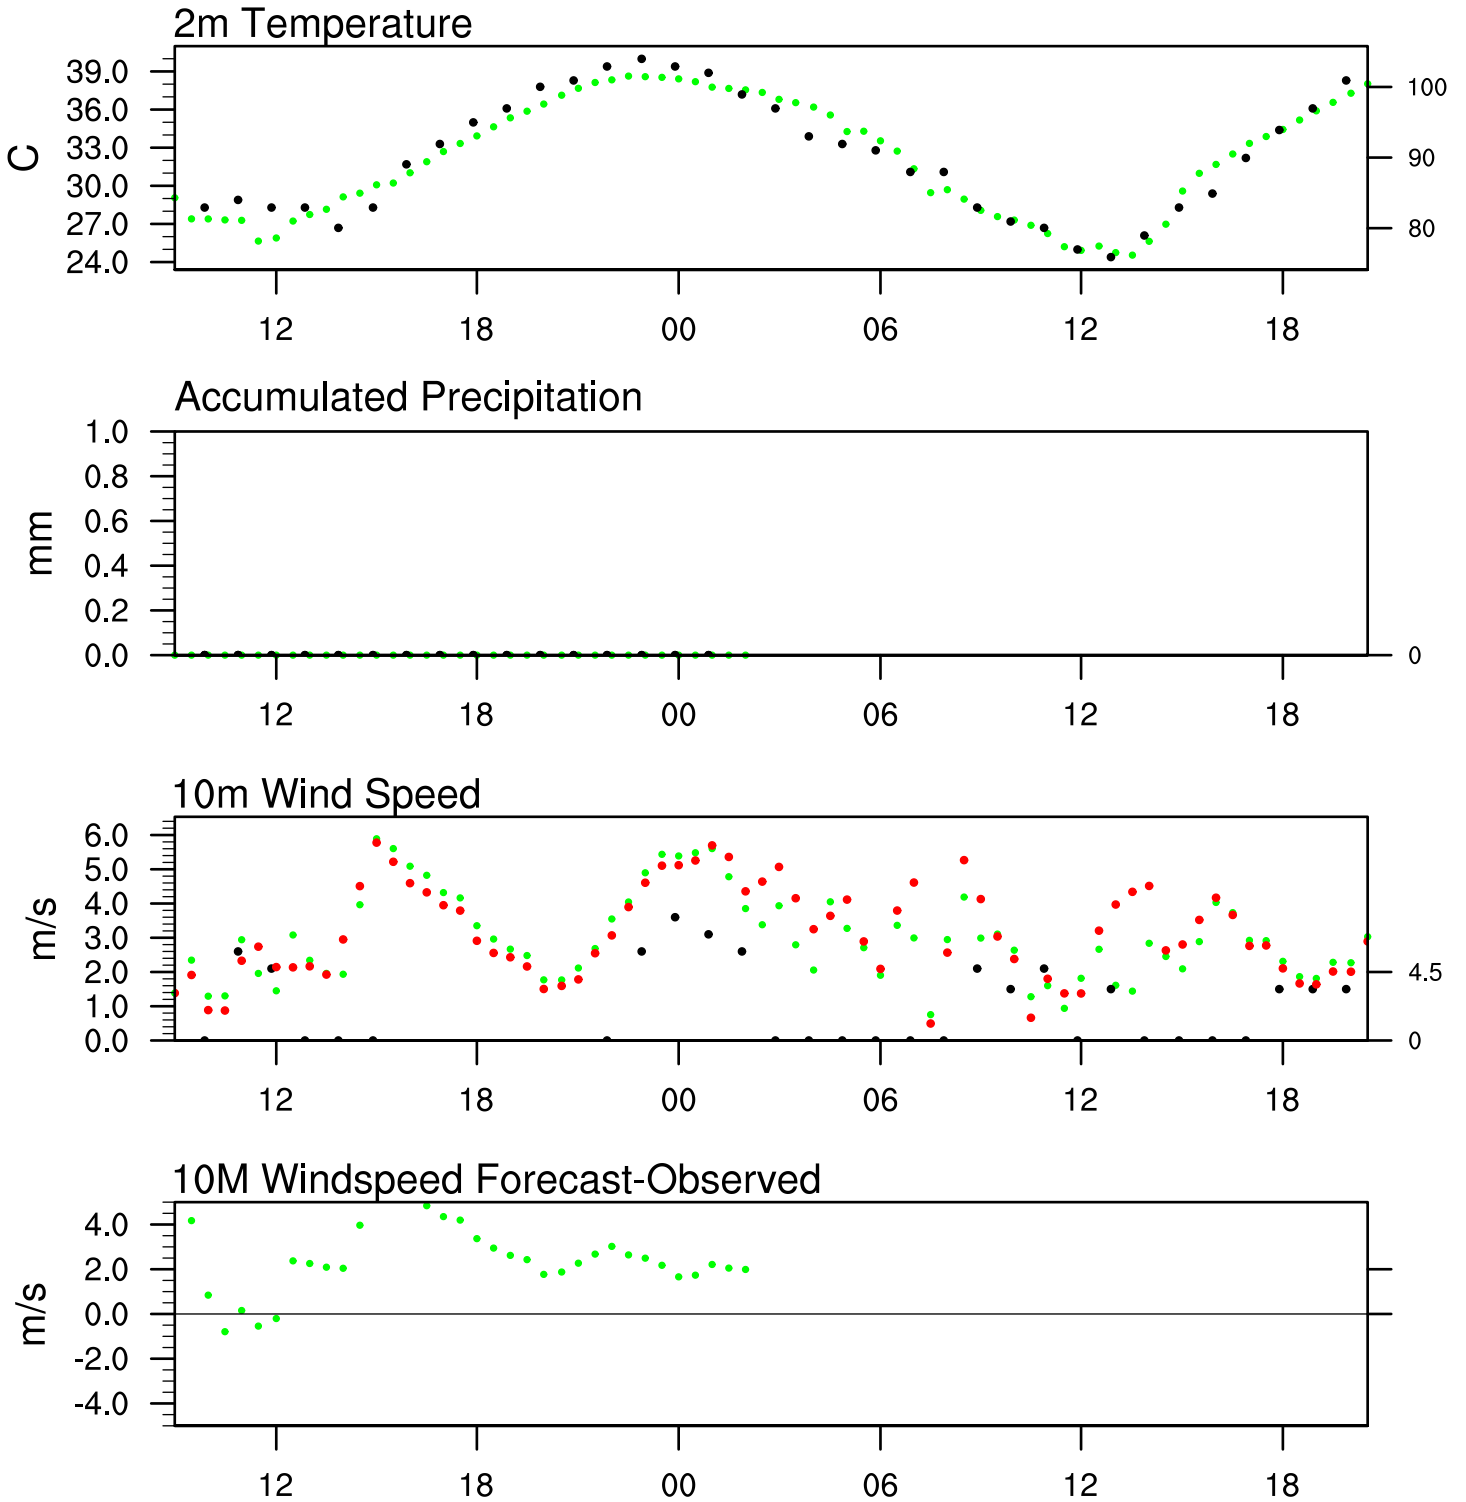 2m Temperature
39.0
36.0
33.0
30.0
27.0
24.0
C
100
90
80
12 18 00 06 12 18
Accumulated Precipitation
1.0
0.8
0.6
0.4
0.2
0.0
mm
0
12 18 00 06 12 18
10m Wind Speed
6.0
5.0
4.0
3.0
2.0
1.0
0.0
m/s
4.5
0
12 18 00 06 12 18
10M Windspeed Forecast-Observed
4.0
2.0
0.0
-2.0
-4.0
m/s
12 18 00 06 12 18